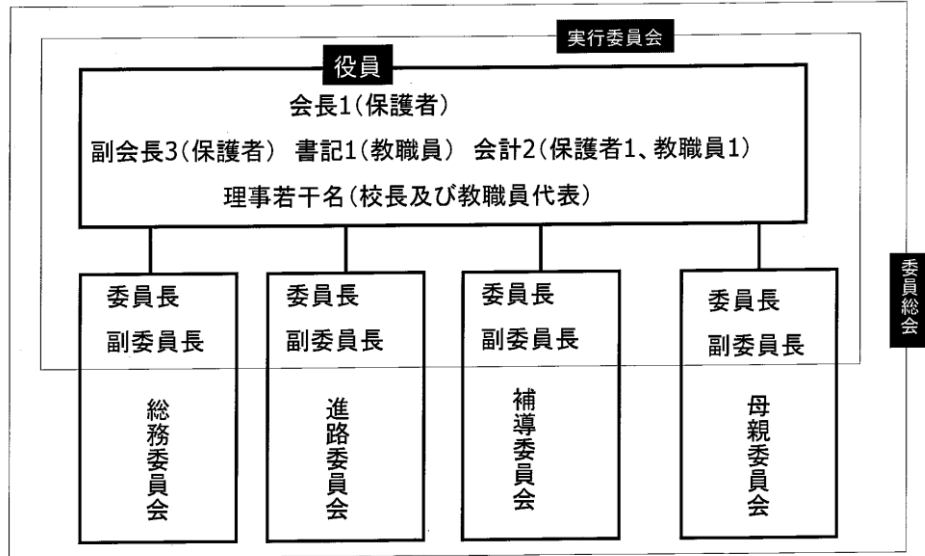 実行委員会
役員
会長1(保護者)
副会長3(保護者) 書記1(教職員) 会計2(保護者1、教職員1)
理事若干名(校長及び教職員代表)
委員総会
委員長
副委員長
総務委員会
委員長
副委員長
進路委員会
委員長
副委員長
補導委員会
委員長
副委員長
母親委員会